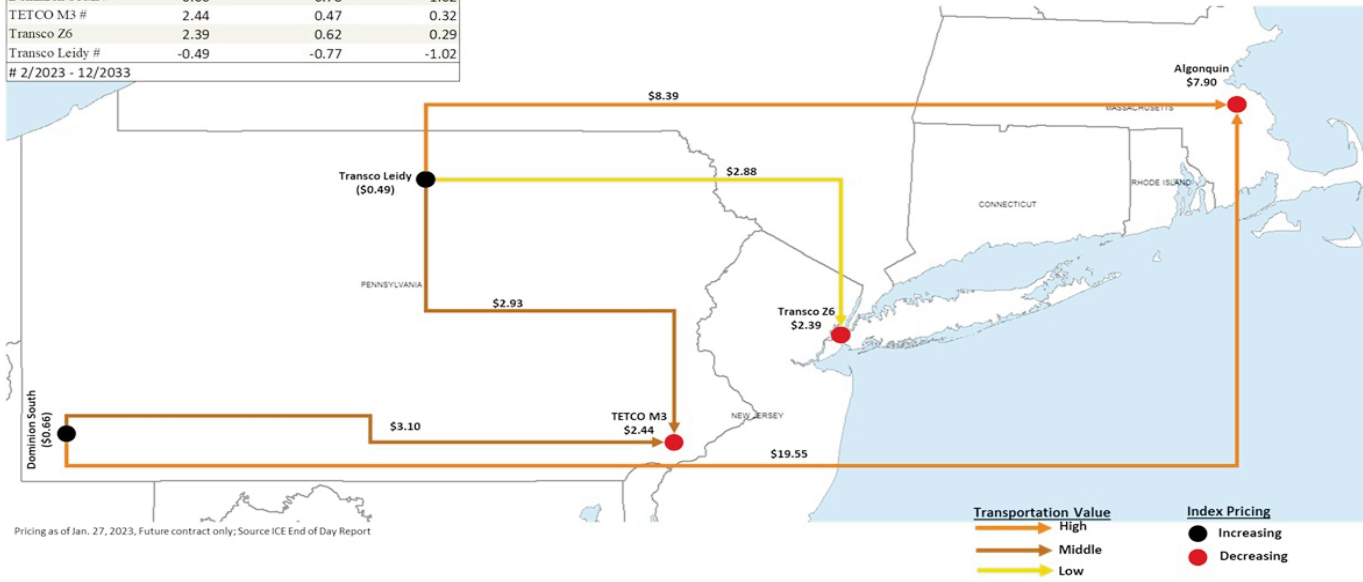 TETCO M3 # 2.44 0.47 0.32
Transco Z6 2.39 0.62 0.29
Transco Leidy # -0.49 -0.77 -1.02
# 2/2023 - 12/2033
Algonquin
$7.90
$8.39
MASSACHUSETTS
Transco Leidy
($0.49)
$2.88
RHODE ISLAND
CONNECTICUT
PENNSYLVANIA
$2.93
Transco Z6
$2.39
Dominion South
($0.66)
TETCO M3
$2.44
NEW JERSEY
$3.10
$19.55
Pricing as of Jan. 27, 2023, Future contract only; Source ICE End of Day Report
Transportation Value
High
Middle
Low
Index Pricing
Increasing
Decreasing